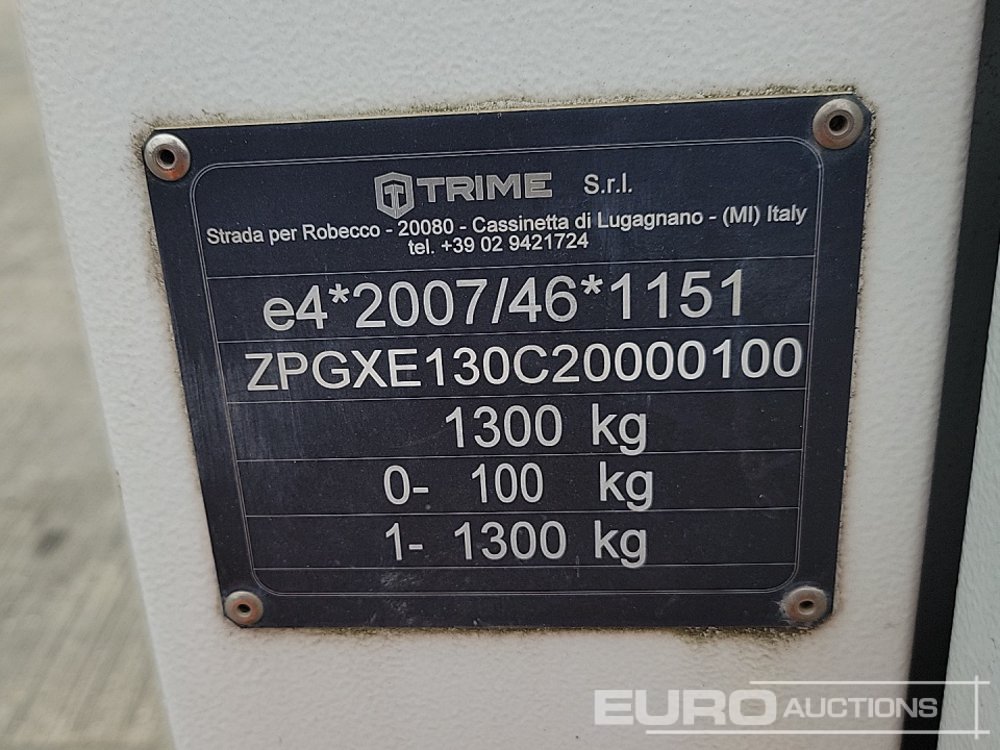 TRIME S.r.l.
Strada per Robecco - 20080 - Cassinetta di Lugagnano - (MI) Italy
tel. +39 02 9421724
e4*2007/46*1151
ZPGXE130C20000100
1300 kg
0- 100 kg
1- 1300 kg
EURO AUCTIONS